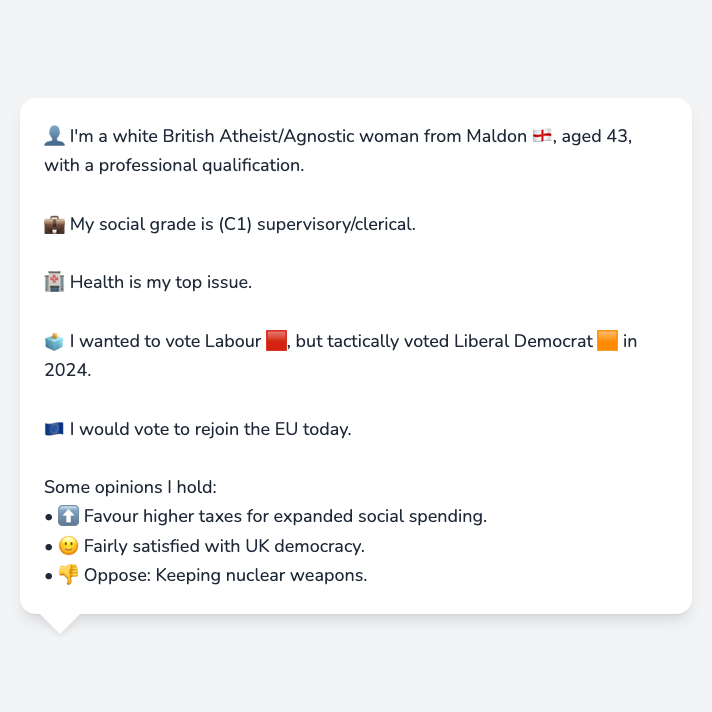 👤 I'm a white British Atheist/Agnostic woman from Maldon 🏴󠁧󠁢󠁥󠁮󠁧󠁿, aged 43,
with a professional qualification.
💼 My social grade is (C1) supervisory/clerical.
🏥 Health is my top issue.
🗳️ I wanted to vote Labour 🟥, but tactically voted Liberal Democrat 🟧 in
2024.
🇪🇺 I would vote to rejoin the EU today.
Some opinions I hold:
• ⬆️ Favour higher taxes for expanded social spending.
• 🙂 Fairly satisfied with UK democracy.
• 👎 Oppose: Keeping nuclear weapons.